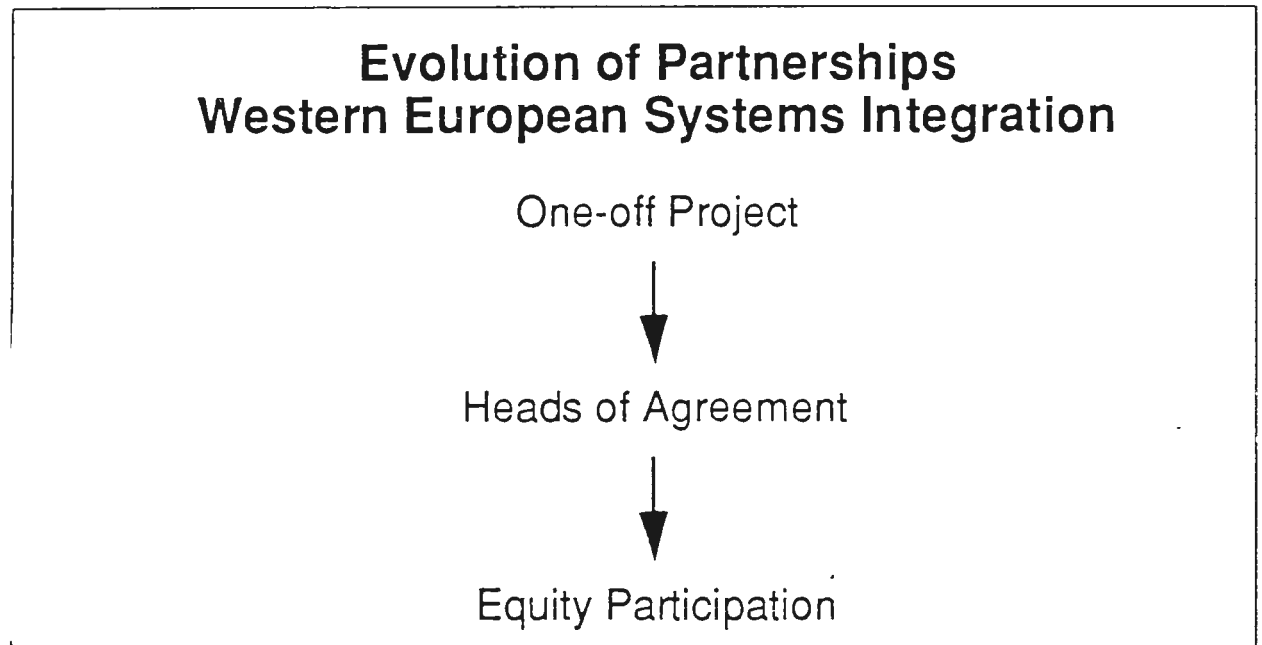 Evolution of Partnerships
Western European Systems Integration
One-off Project
Heads of Agreement
Equity Participation